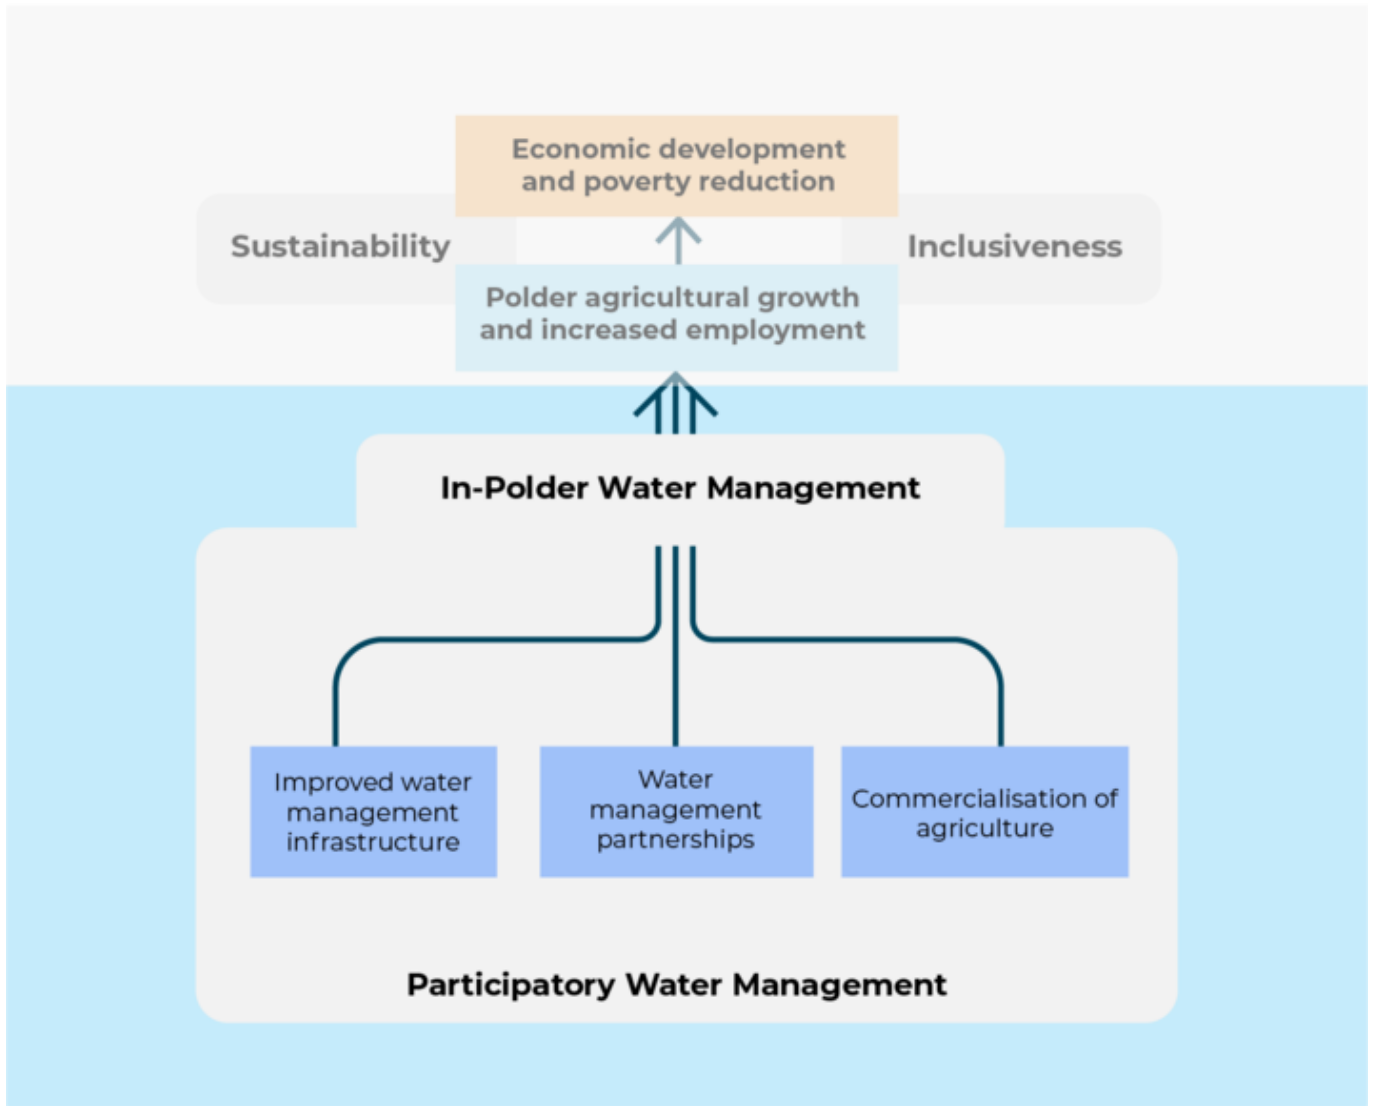 Economic development
and poverty reduction
Sustainability
Inclusiveness
Polder agricultural growth
and increased employment
In-Polder Water Management
Improved water
management
infrastructure
Water
management
partnerships
Commercialisation of
agriculture
Participatory Water Management